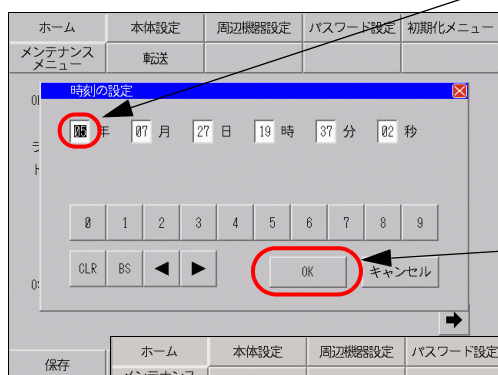 ホーム 本体設定 周辺機器設定 パスワード設定 初期化メニュー
メンテナンス
メニュー 転送
時刻の設定
05 年 07 月 27 日 19 時 37 分 02 秒
0 1 2 3 4 5 6 7 8 9
CLR BS ◀ ▶ OK キャンセル
保存
ホーム 本体設定 周辺機器設定 パスワード設定